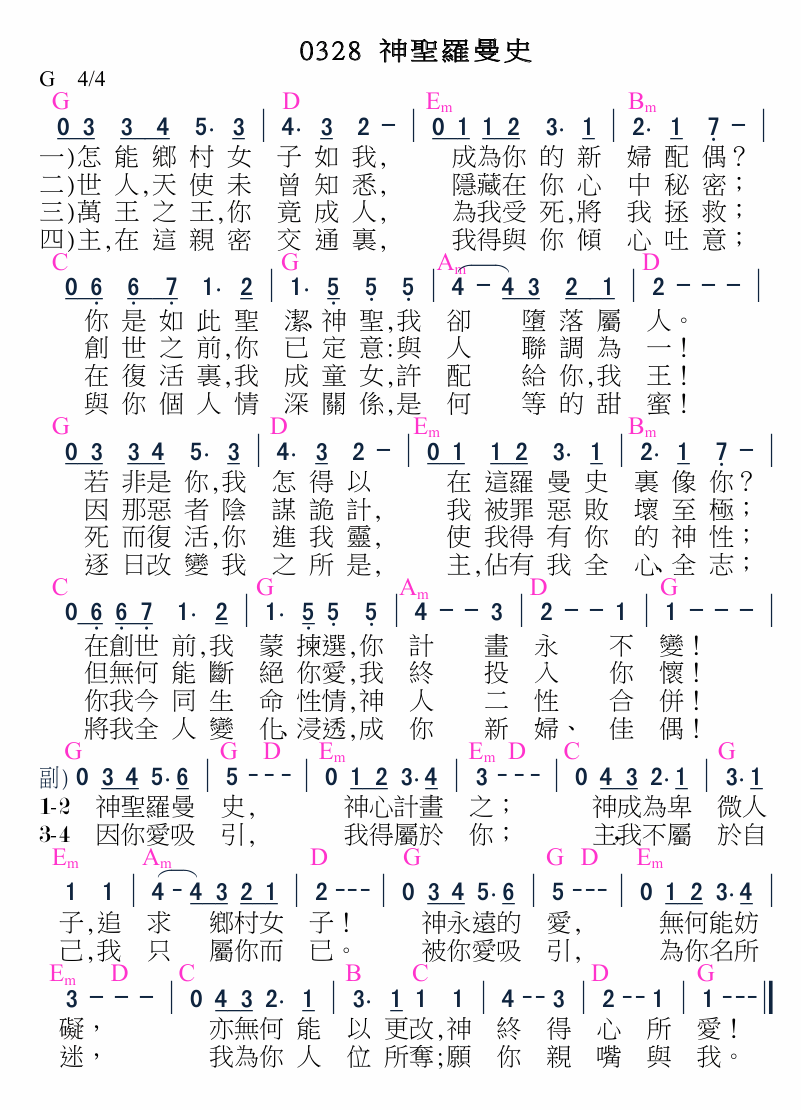 0328 神聖羅曼史
G 4/4
G D Em Bm
0 3 3 4 5· 3 | 4· 3 2 − | 0 1 1 2 3· 1 | 2· 1 7 − |
一)怎能鄉村女子如我, 成為你的新婦配偶?
二)世人,天使未曾知悉, 隱藏在你心中秘密；
三)萬王之王,你竟成人, 為我受死,將我拯救；
四)主,在這親密交通裏, 我得與你傾心吐意；
C G Am D
0 6 6 7 1· 2 | 1· 5 5 5 | 4 − 4 3 2 1 | 2 − − − |
你是如此聖潔、神聖,我卻墮落屬人。
創世之前,你已定意:與人聯調為一!
在復活裏,我成童女,許配給你,我王!
與你個人情深關係,是何等的甜蜜!
G D Em Bm
0 3 3 4 5· 3 | 4· 3 2 − | 0 1 1 2 3· 1 | 2· 1 7 − |
若非是你,我怎得以在這羅曼史裏像你?
因那惡者陰謀詭計, 我被罪惡敗壞至極；
死而復活,你進我靈, 使我得有你的神性；
逐日改變我之所是, 主,佔有我全心、全志；
C G Am D G
0 6 6 7 1· 2 | 1· 5 5 5 | 4 − − 3 | 2 − − 1 | 1 − − − |
在創世前,我蒙揀選,你計畫永不變!
但無何能斷絕你愛,我終投入你懷!
你我今同生命性情,神人二性合併!
將我全人變化、浸透,成你新婦、佳偶!
G G D Em Em D C G
副) 0 3 4 5· 6 | 5 − − − | 0 1 2 3· 4 | 3 − − − | 0 4 3 2· 1 | 3· 1
1-2 神聖羅曼史, 神心計畫之； 神成為卑微人
3-4 因你愛吸引, 我得屬於你； 主,我不屬於自
Em Am D G G D Em
1 1 | 4 − 4 3 2 1 | 2 − − − | 0 3 4 5· 6 | 5 − − − | 0 1 2 3· 4 |
子,追求鄉村女子! 神永遠的愛, 無何能妨
己,我只屬你而已。 被你愛吸引, 為你名所
Em D C B C D G
3 − − − | 0 4 3 2· 1 | 3· 1 1 1 | 4 − − 3 | 2 − − 1 | 1 − − − ‖
礙， 亦無何能以更改,神終得心所愛!
迷， 我為你人位所奪;願你親嘴與我。